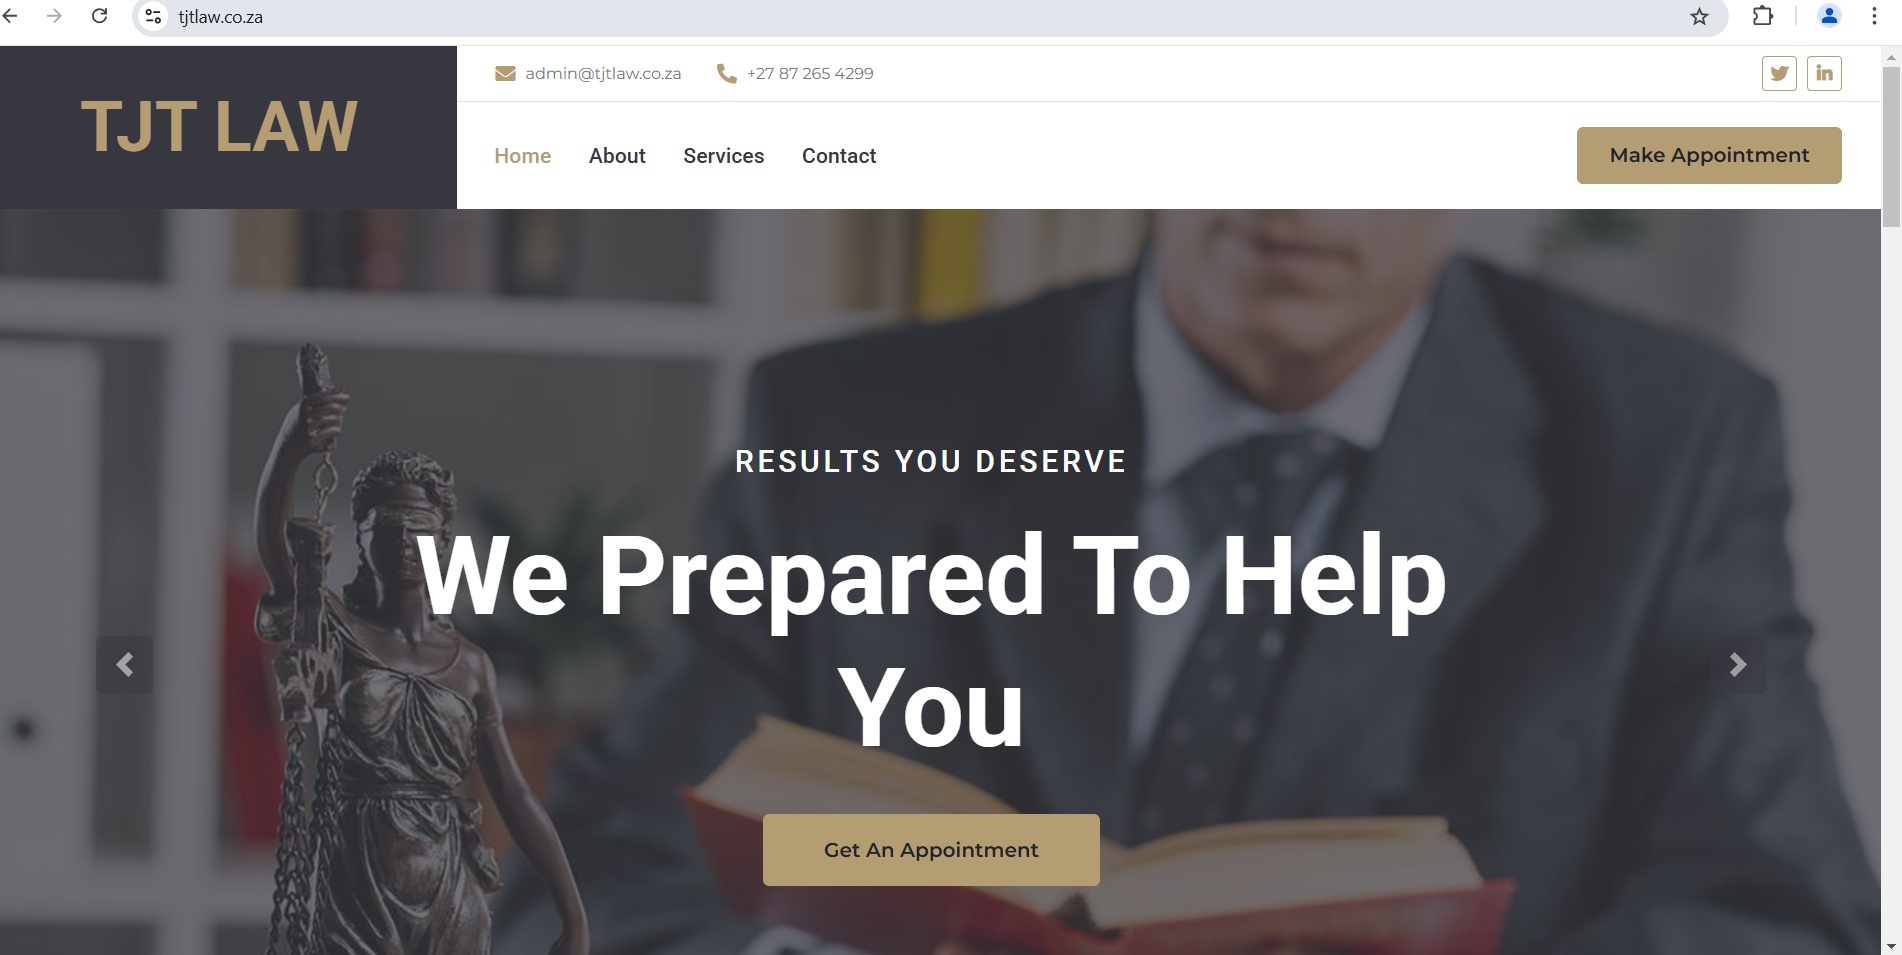 tjtlaw.co.za
TJT LAW
admin@tjtlaw.co.za +27 87 265 4299
Home About Services Contact
Make Appointment
RESULTS YOU DESERVE
We Prepared To Help
You
Get An Appointment